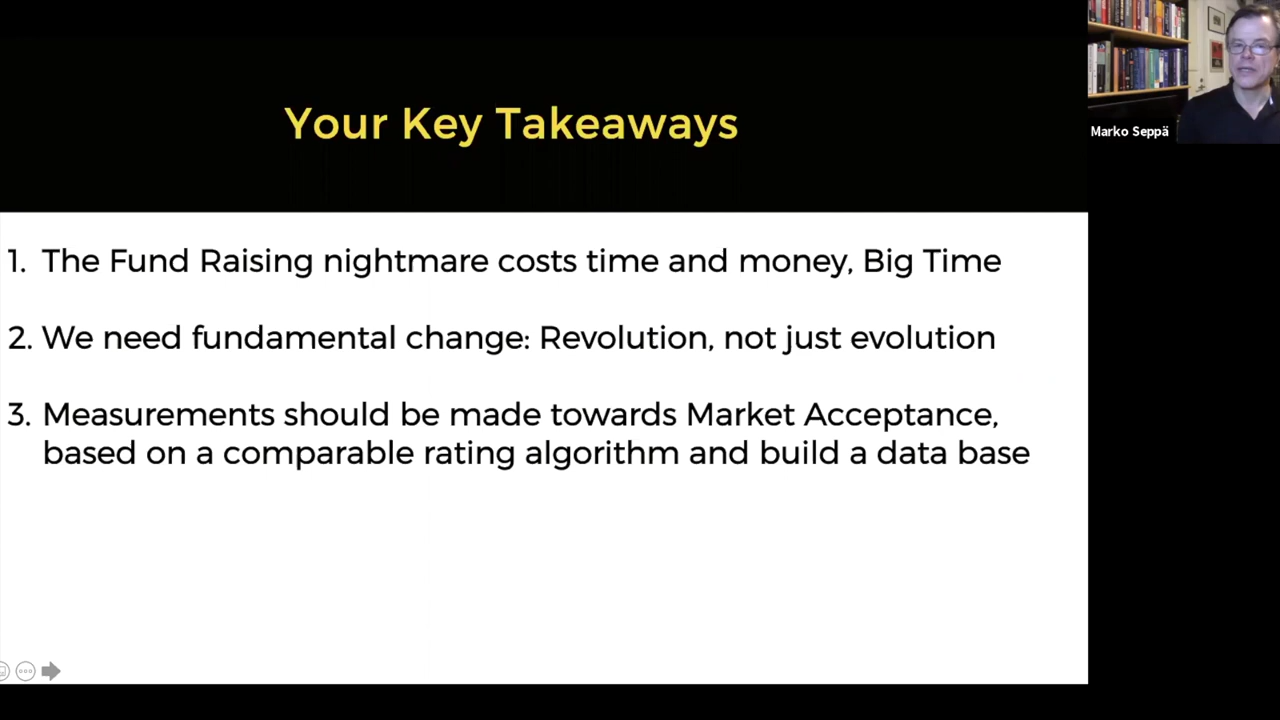 Your Key Takeaways
Marko Seppä
1. The Fund Raising nightmare costs time and money, Big Time
2. We need fundamental change: Revolution, not just evolution
3. Measurements should be made towards Market Acceptance,
based on a comparable rating algorithm and build a data base